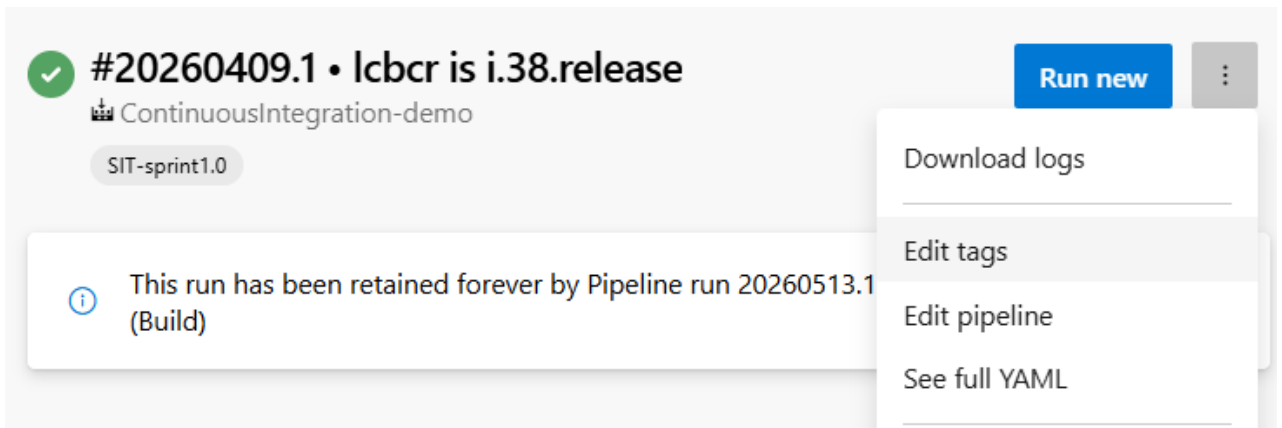 #20260409.1 • lcbcr is i.38.release
Run new
ContinuousIntegration-demo
SIT-sprint1.0
Download logs
Edit tags
This run has been retained forever by Pipeline run 20260513.1
(Build)
Edit pipeline
See full YAML